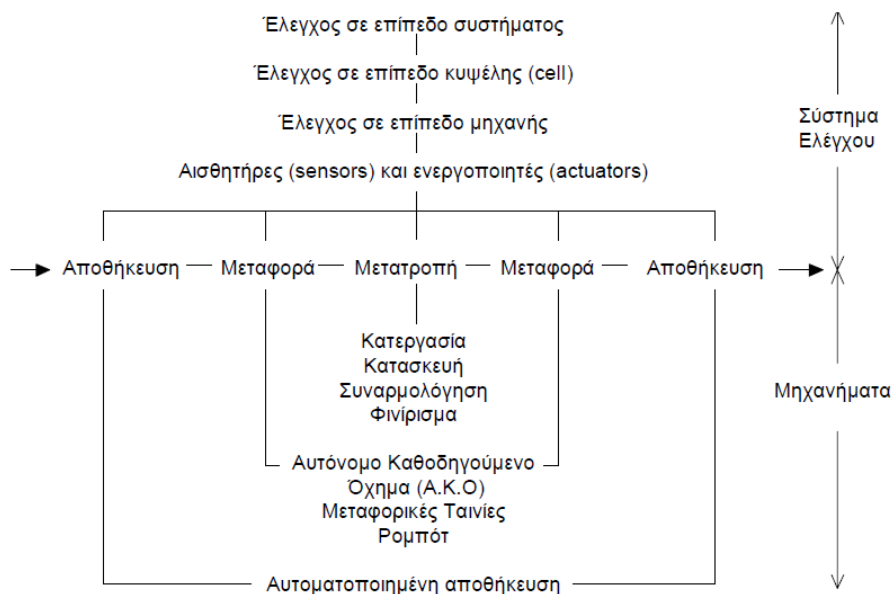 Έλεγχος σε επίπεδο συστήματος
Έλεγχος σε επίπεδο κυψέλης (cell)
Έλεγχος σε επίπεδο μηχανής
Αισθητήρες (sensors) και ενεργοποιητές (actuators)
Σύστημα
Ελέγχου
Αποθήκευση Μεταφορά Μετατροπή Μεταφορά Αποθήκευση
Κατεργασία
Κατασκευή
Συναρμολόγηση
Φινίρισμα
Μηχανήματα
Αυτόνομο Καθοδηγούμενο
Όχημα (Α.Κ.Ο)
Μεταφορικές Ταινίες
Ρομπότ
Αυτοματοποιημένη αποθήκευση